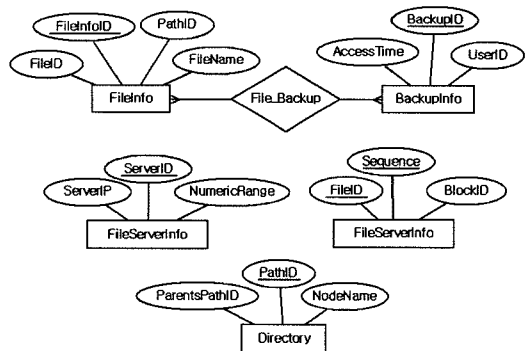 FileInfoID
PathID
BackupID
FileID
FileName
AccessTime
UserID
FileInfo
File_Backup
BackupInfo
ServerID
Sequence
ServerIP
NumericRange
FileID
BlockID
FileServerInfo
FileServerInfo
PathID
ParentsPathID
NodeName
Directory